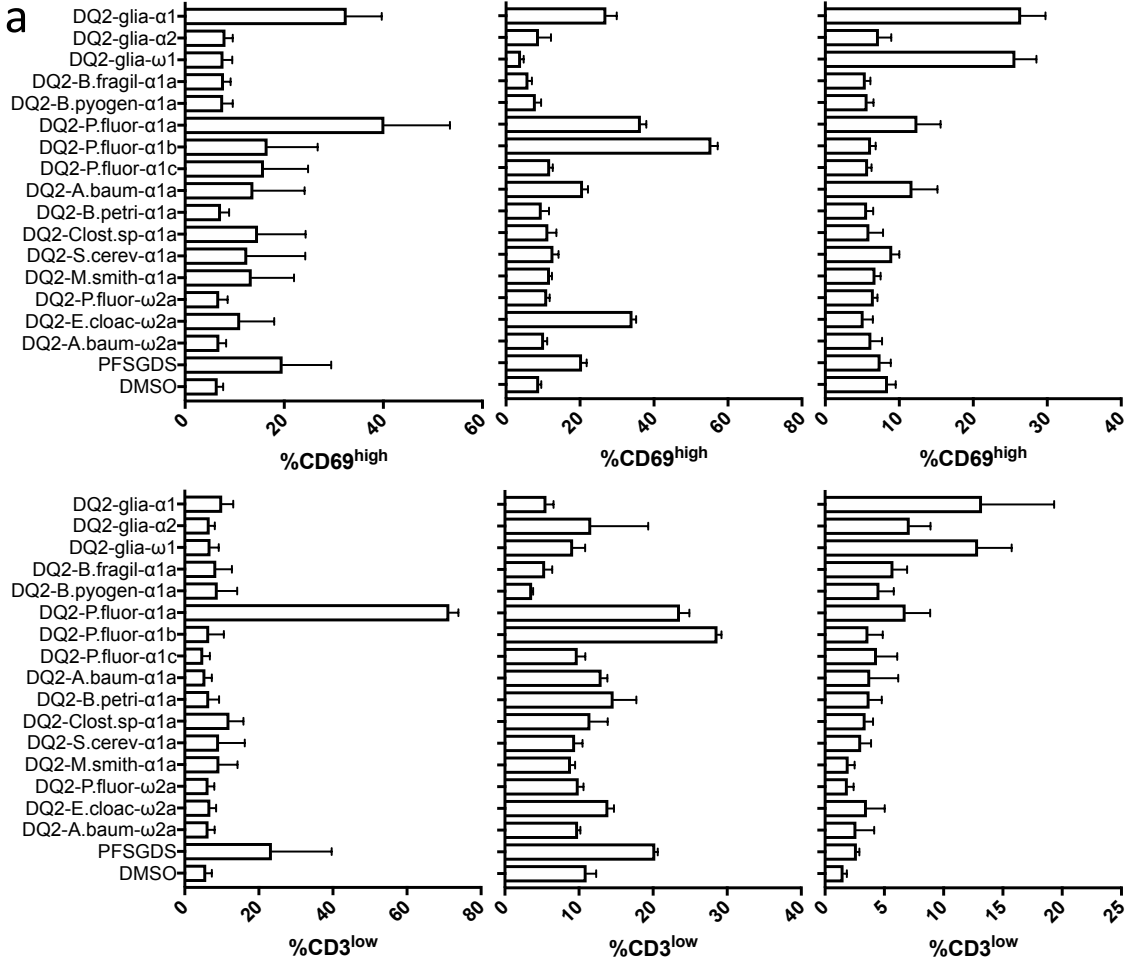 a
DQ2-glia-α1
DQ2-glia-α2
DQ2-glia-ω1
DQ2-B.fragil-α1a
DQ2-B.pyogen-α1a
DQ2-P.fluor-α1a
DQ2-P.fluor-α1b
DQ2-P.fluor-α1c
DQ2-A.baum-α1a
DQ2-B.petri-α1a
DQ2-Clost.sp-α1a
DQ2-S.cerev-α1a
DQ2-M.smith-α1a
DQ2-P.fluor-ω2a
DQ2-E.cloac-ω2a
DQ2-A.baum-ω2a
PFSGDS
DMSO
0 20 40 60
%CD69high
0 20 40 60 80
%CD69high
0 10 20 30 40
%CD69high
DQ2-glia-α1
DQ2-glia-α2
DQ2-glia-ω1
DQ2-B.fragil-α1a
DQ2-B.pyogen-α1a
DQ2-P.fluor-α1a
DQ2-P.fluor-α1b
DQ2-P.fluor-α1c
DQ2-A.baum-α1a
DQ2-B.petri-α1a
DQ2-Clost.sp-α1a
DQ2-S.cerev-α1a
DQ2-M.smith-α1a
DQ2-P.fluor-ω2a
DQ2-E.cloac-ω2a
DQ2-A.baum-ω2a
PFSGDS
DMSO
0 20 40 60 80
%CD3low
0 10 20 30 40
%CD3low
0 5 10 15 20 25
%CD3low